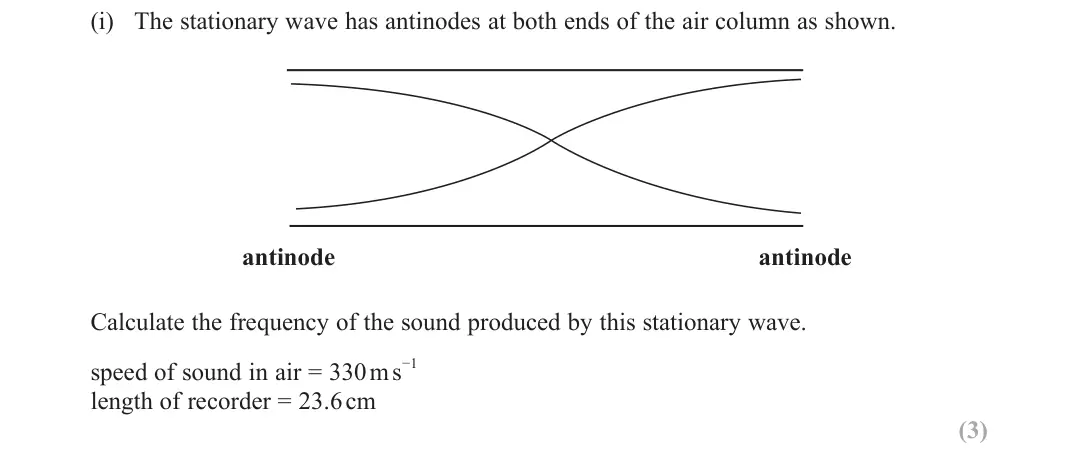 (i) The stationary wave has antinodes at both ends of the air column as shown.
antinode antinode
Calculate the frequency of the sound produced by this stationary wave.
speed of sound in air = 330 m s⁻¹
length of recorder = 23.6 cm
(3)